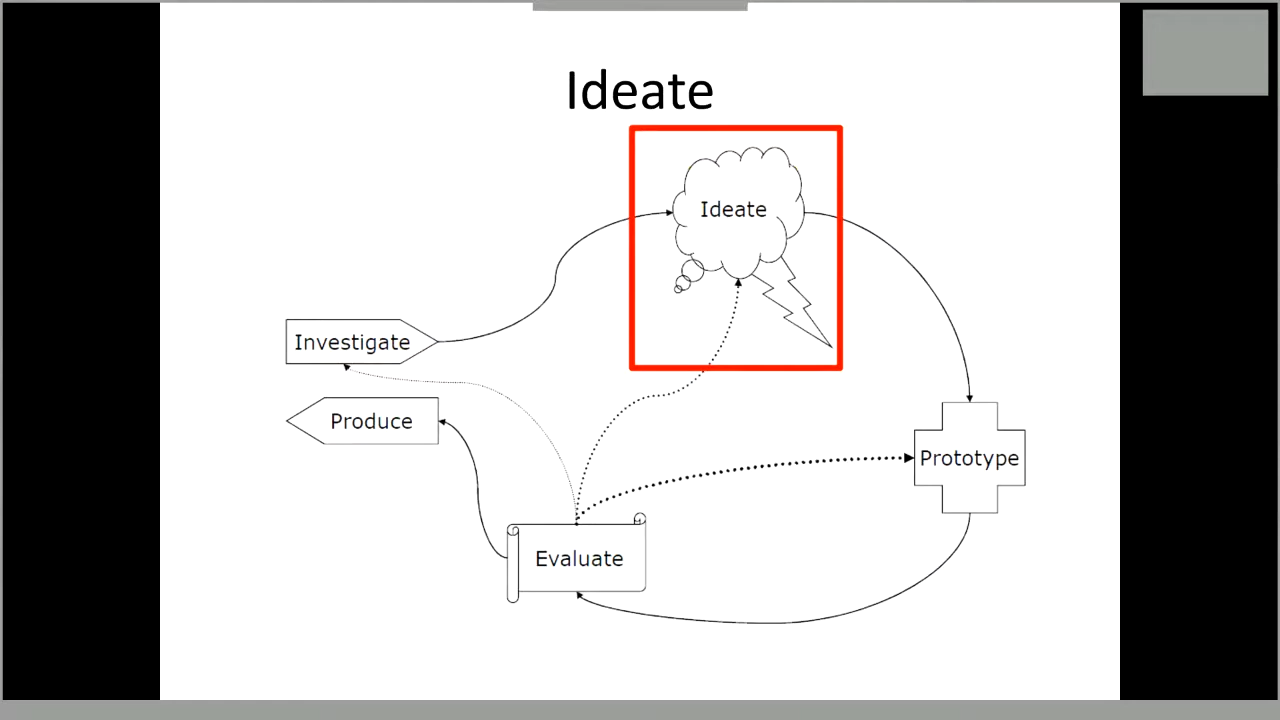 Ideate
Ideate
Investigate
Produce
Prototype
Evaluate